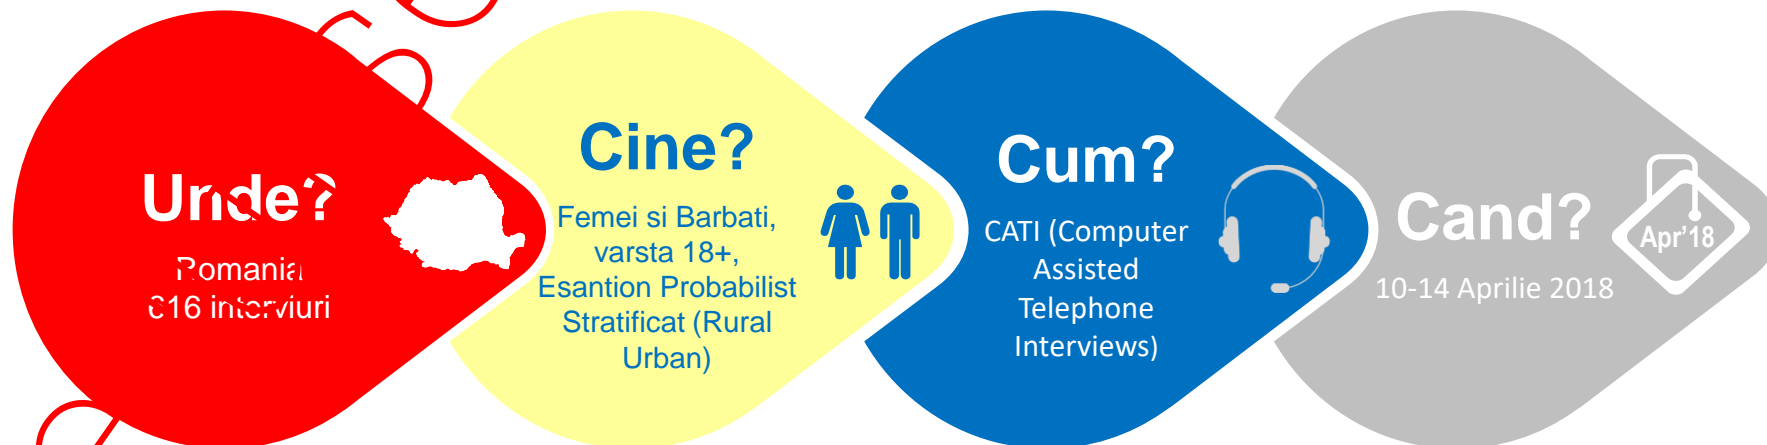 Unde?
Romania
616 interviuri
Cine?
Femei si Barbati,
varsta 18+,
Esantion Probabilist
Stratificat (Rural
Urban)
Cum?
CATI (Computer
Assisted
Telephone
Interviews)
Cand?
10-14 Aprilie 2018
Apr'18